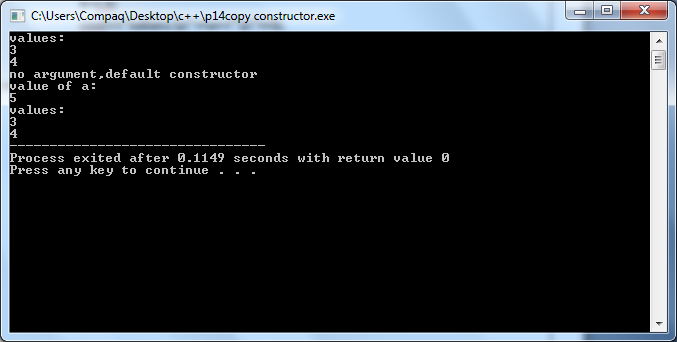 C:\Users\Compaq\Desktop\c++\p14copy constructor.exe
values:
3
4
no argument,default constructor
value of a:
5
values:
3
4
--------------------------------
Process exited after 0.1149 seconds with return value 0
Press any key to continue . . .